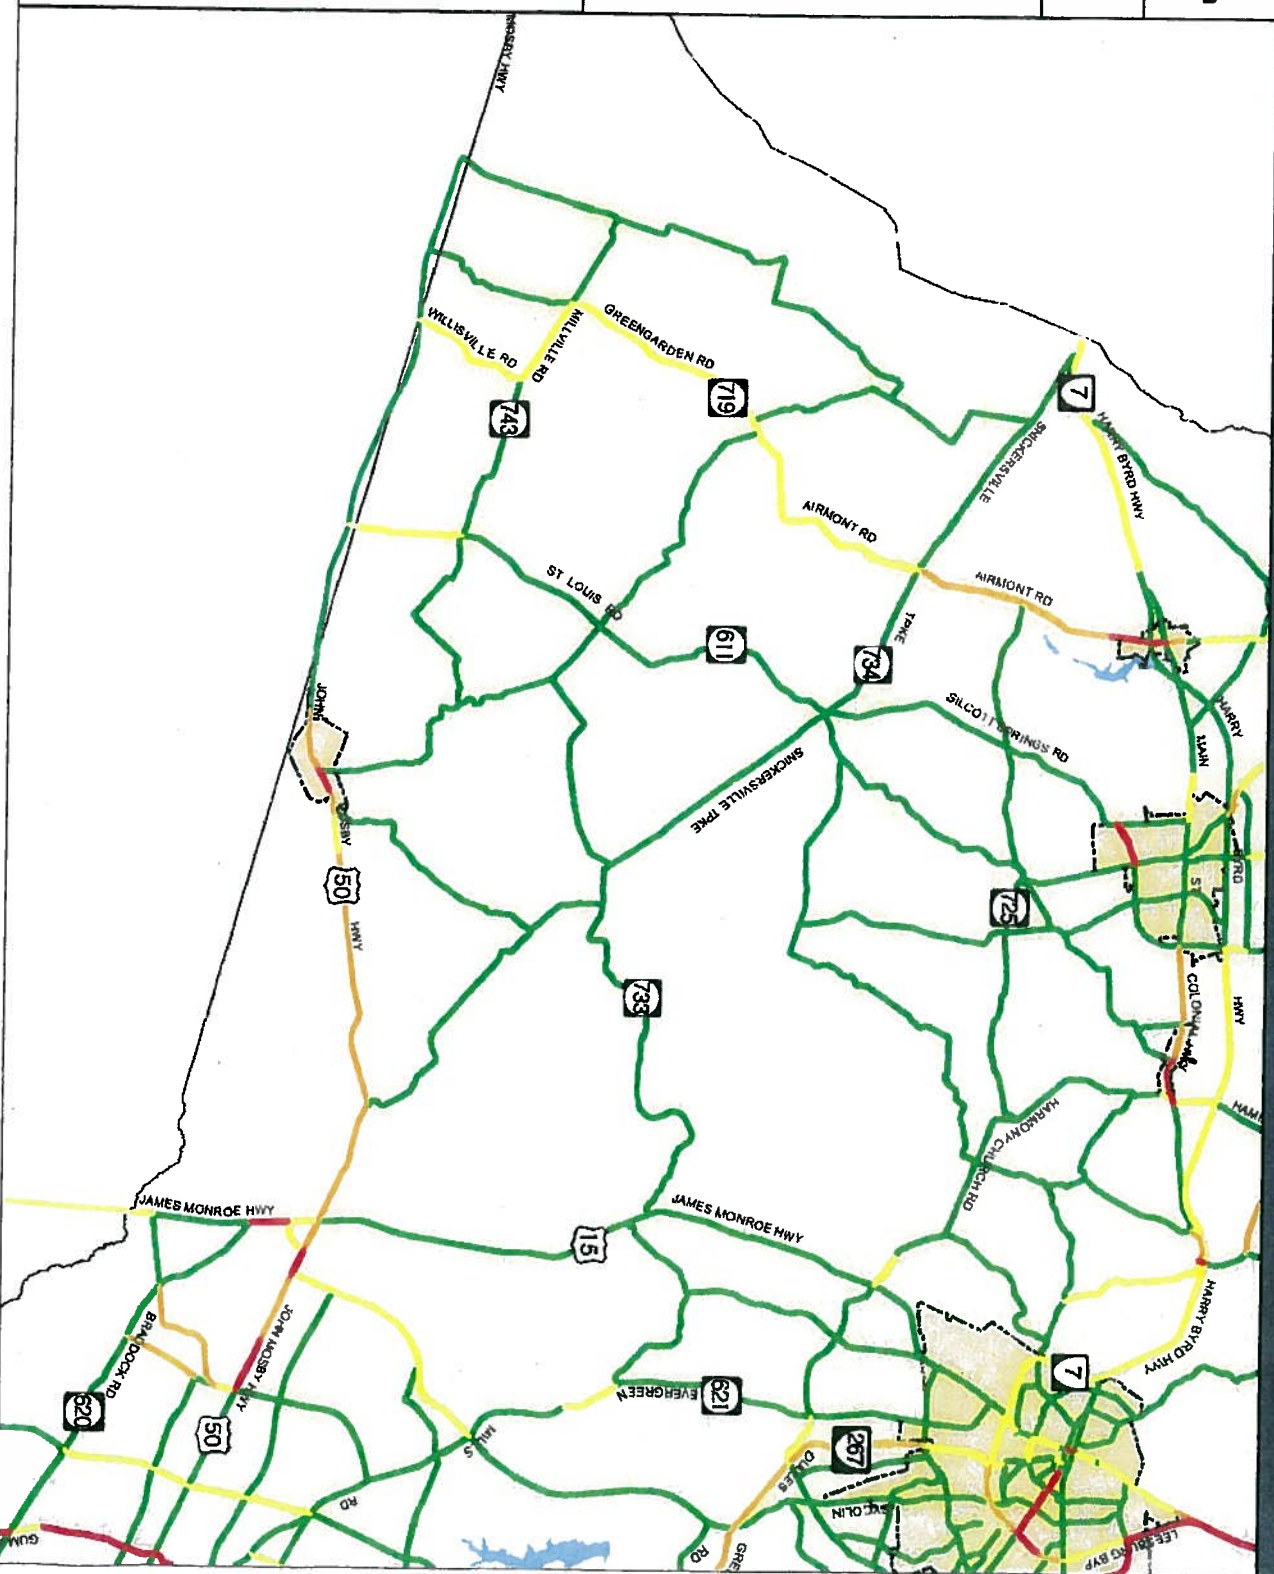 MOSBY HWY
WILLISVILLE RD
MILLVILLE RD
GREENGARDEN RD
719
743
7
HARRY BYRD HWY
SNICKERSVILLE
AIRMONT RD
AIRMONT RD
ST LOUIS RD
611
TPKE
734
SILCOTT SPRINGS RD
HARRY
MAIN
JOHN
MOSBY
SNICKERSVILLE TPKE
50
HWY
BYRD
ST
725
733
COLONIAL HWY
HWY
HARMONY CHURCH RD
JAMES MONROE HWY
JAMES MONROE HWY
15
HARRY BYRD HWY
JOHN MOSBY HWY
BRADDOCK RD
620
50
EVERGREEN
621
7
MILLS
267
DULLES
RD
SYCOLIN
GUM
RD
LEESBURG BYP